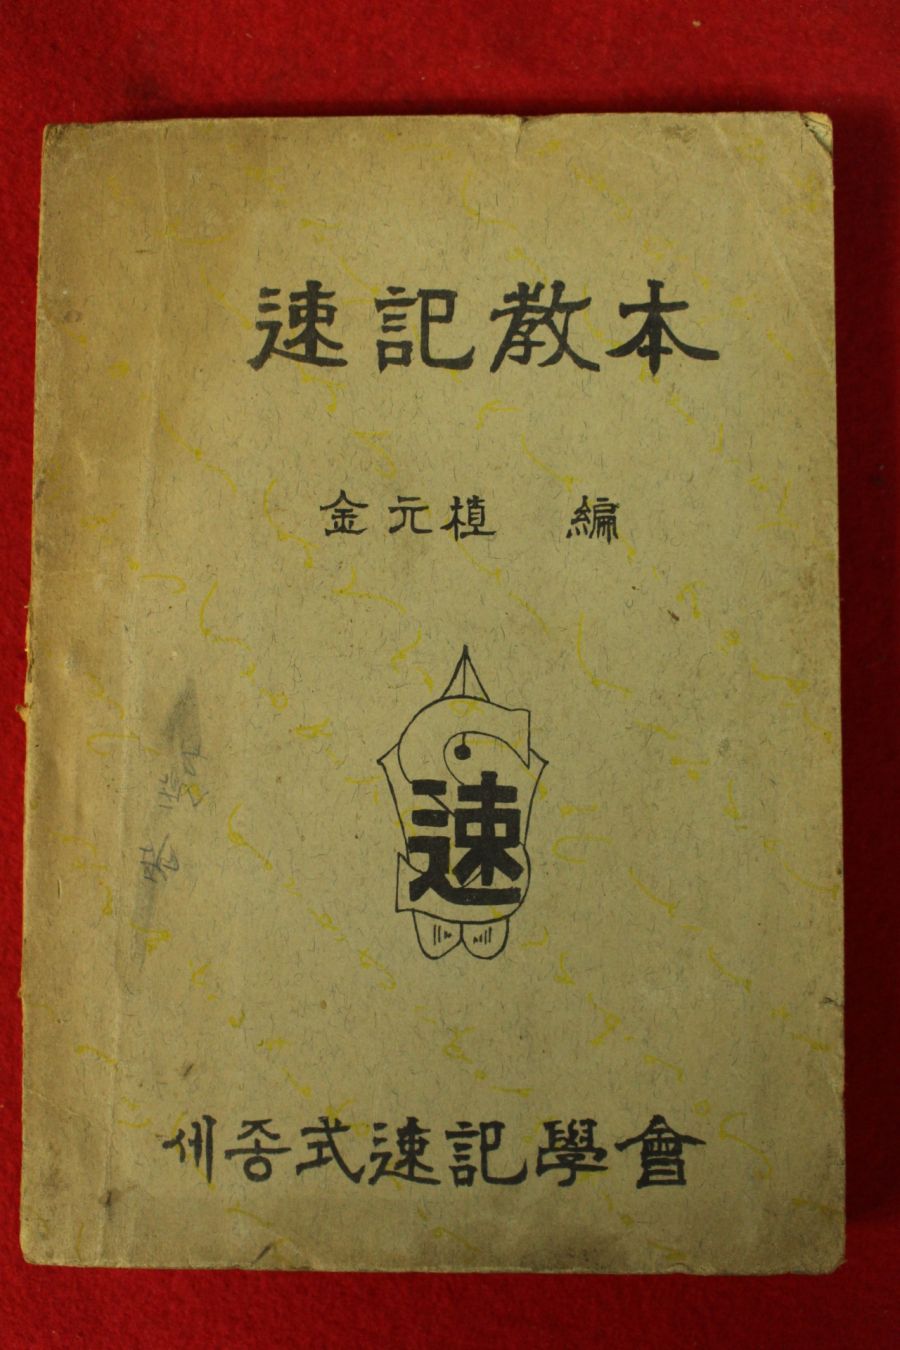 速記敎本
金元植 編
速
세종式速記學會